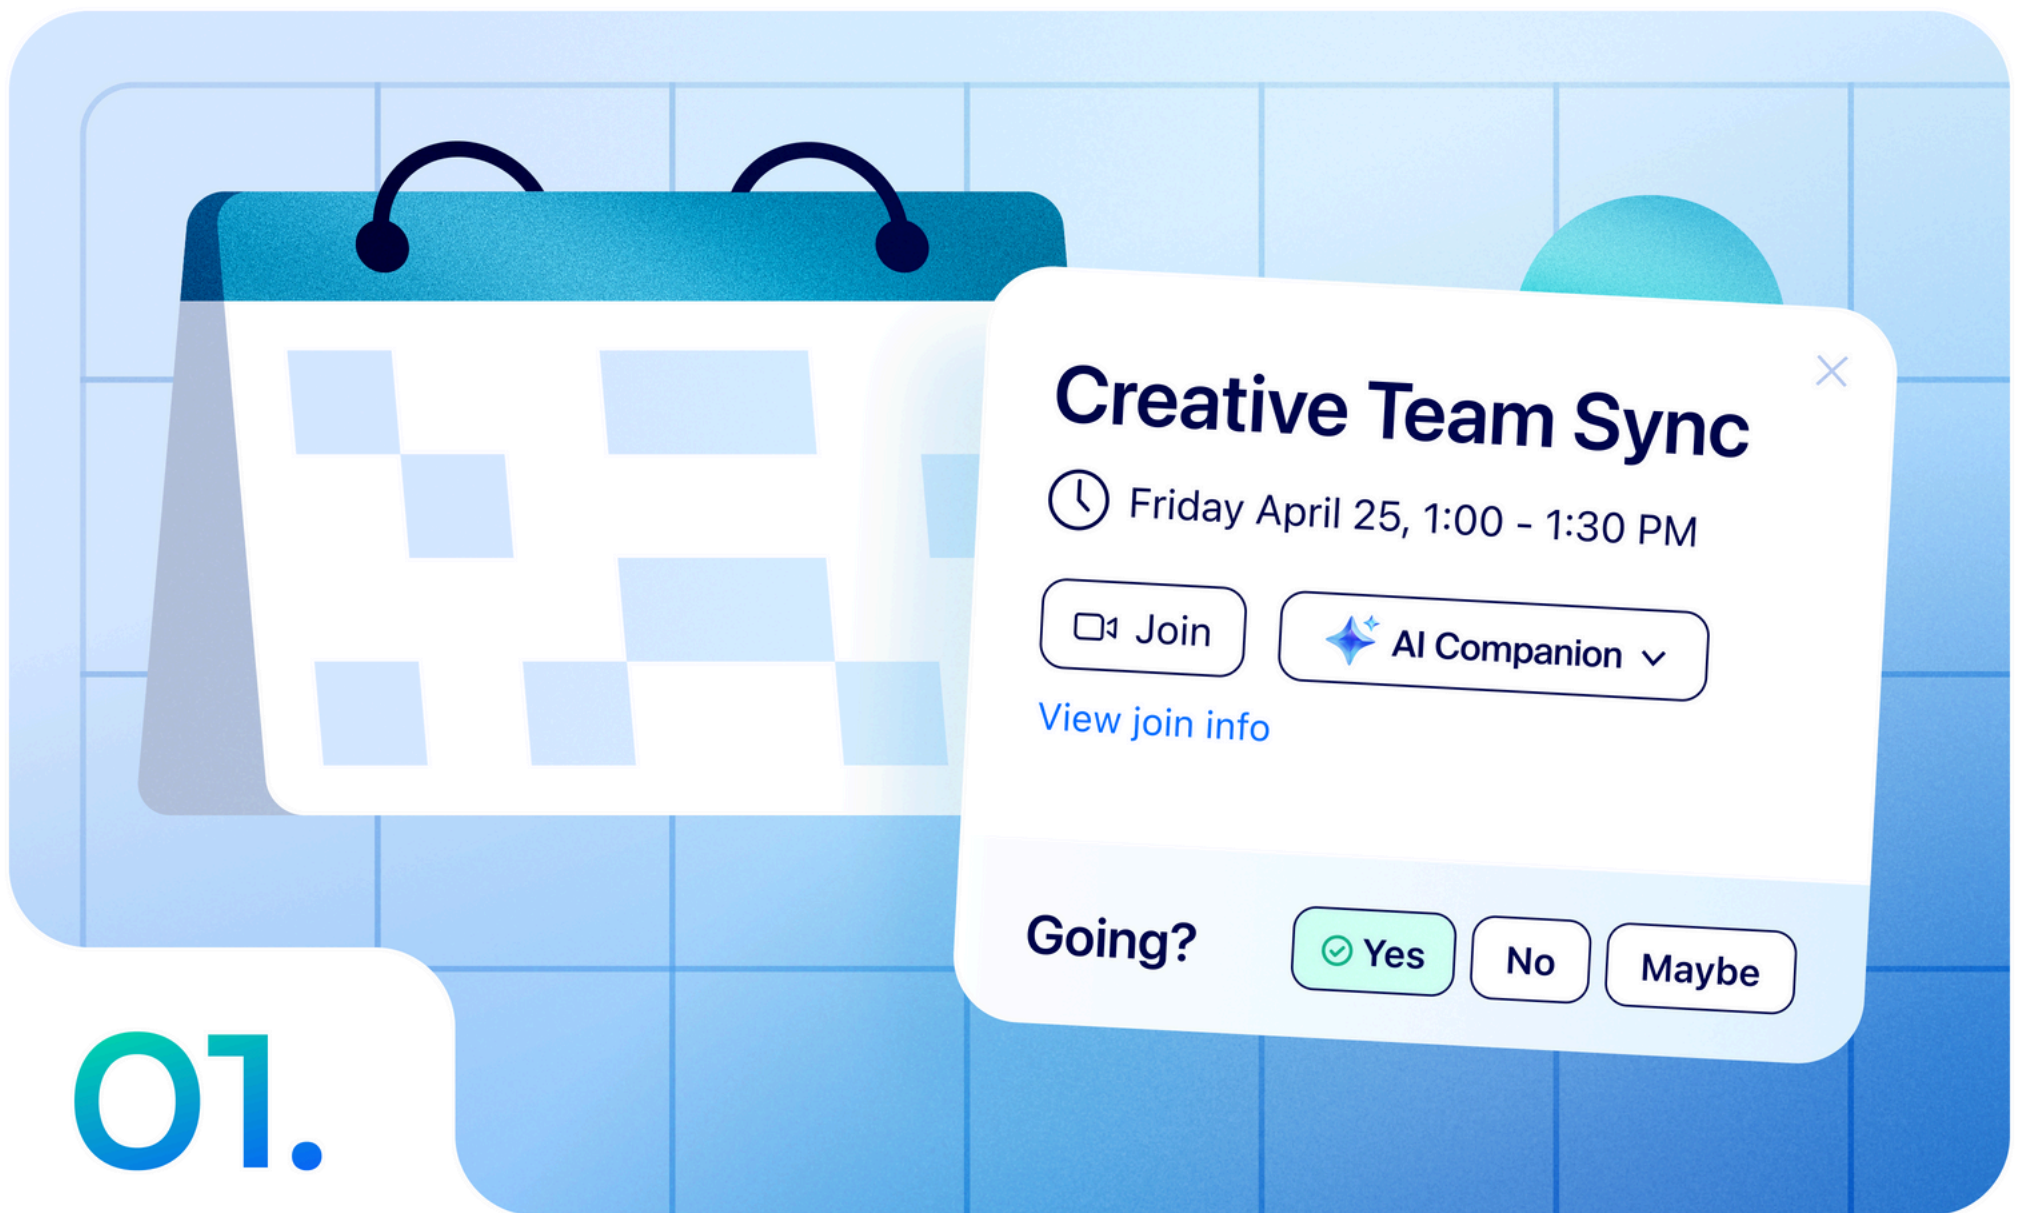 Creative Team Sync
Friday April 25, 1:00 - 1:30 PM
Join
AI Companion
View join info
Going?
Yes
No
Maybe
01.